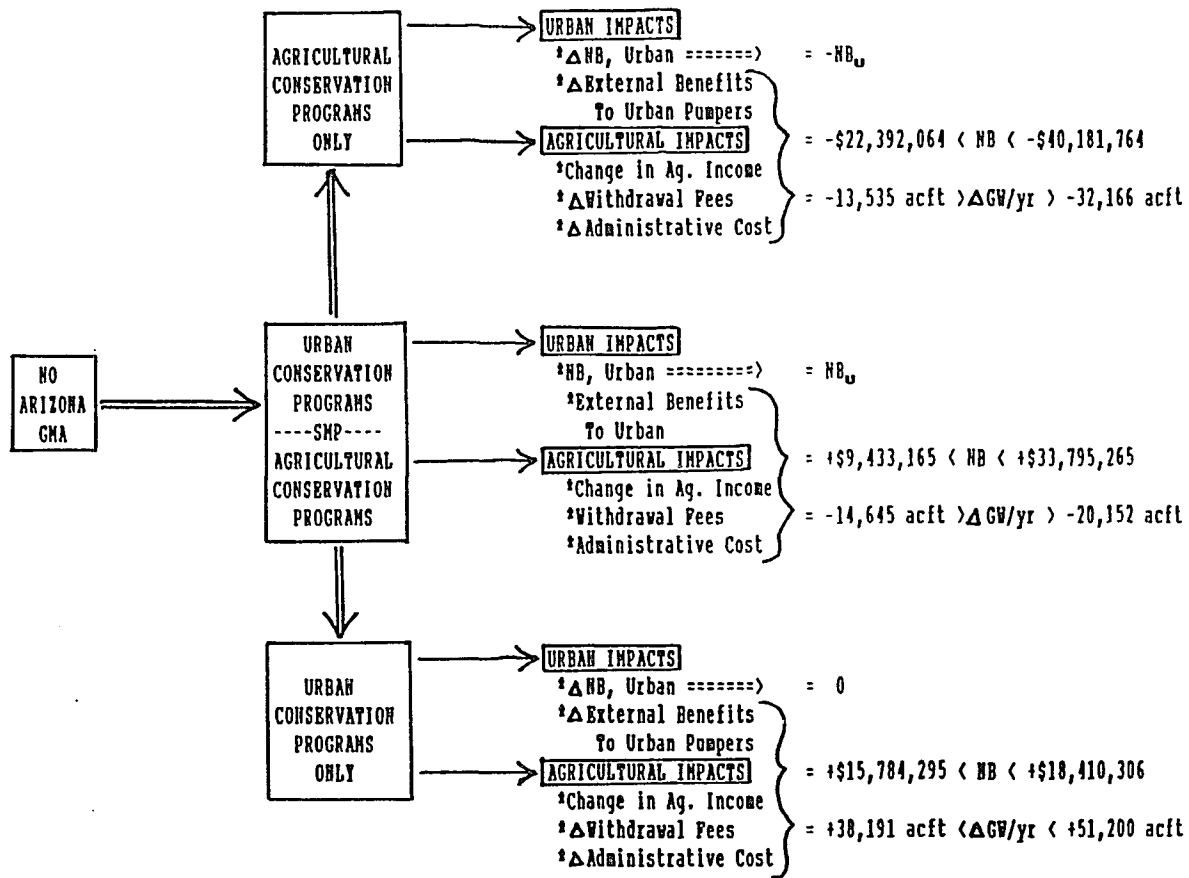 AGRICULTURAL
CONSERVATION
PROGRAMS
ONLY
URBAN IMPACTS
*ΔNB, Urban =======> = -NBu
*ΔExternal Benefits
To Urban Pumpers
AGRICULTURAL IMPACTS
*Change in Ag. Income
*ΔWithdrawal Fees
*ΔAdministrative Cost
= -$22,392,064 < NB < -$40,181,764
= -13,535 acft >ΔGW/yr > -32,166 acft
NO
ARIZONA
GMA
URBAN
CONSERVATION
PROGRAMS
----SMP----
AGRICULTURAL
CONSERVATION
PROGRAMS
URBAN IMPACTS
*NB, Urban =========> = NBu
*External Benefits
To Urban
AGRICULTURAL IMPACTS
*Change in Ag. Income
*Withdrawal Fees
*Administrative Cost
= +$9,433,165 < NB < +$33,795,265
= -14,645 acft >ΔGW/yr > -20,352 acft
URBAN
CONSERVATION
PROGRAMS
ONLY
URBAN IMPACTS
*ΔNB, Urban =======> = 0
*ΔExternal Benefits
To Urban Pumpers
AGRICULTURAL IMPACTS
*Change in Ag. Income
*ΔWithdrawal Fees
*ΔAdministrative Cost
= +$15,784,295 < NB < +$18,410,306
= +38,191 acft <ΔGW/yr < +51,200 acft